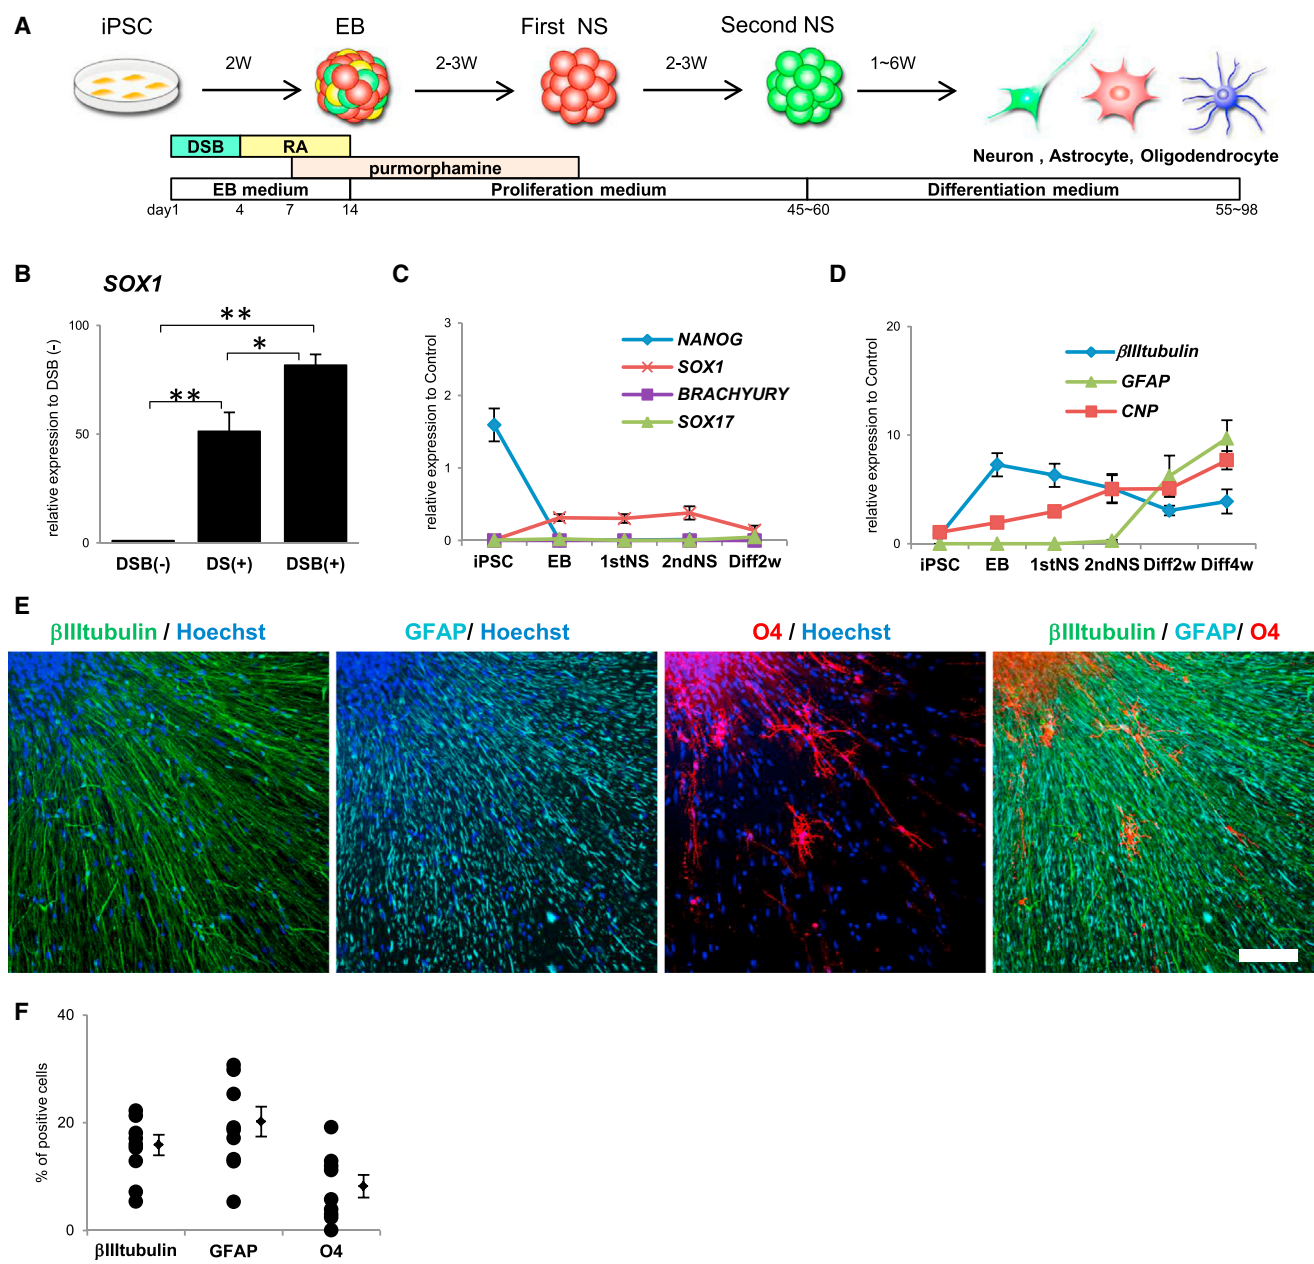 A
iPSC
EB
First NS
Second NS
2W
2-3W
2-3W
1~6W
Neuron , Astrocyte, Oligodendrocyte
DSB
RA
purmorphamine
EB medium
Proliferation medium
Differentiation medium
day1
4
7
14
45~60
55~98
B
SOX1
relative expression to DSB (-)
100
50
0
**
*
**
DSB(-)
DS(+)
DSB(+)
C
relative expression to Control
3
2
1
0
NANOG
SOX1
BRACHYURY
SOX17
iPSC
EB
1stNS
2ndNS
Diff2w
D
relative expression to Control
20
10
0
βIIItubulin
GFAP
CNP
iPSC
EB
1stNS
2ndNS
Diff2w
Diff4w
E
βIIItubulin / Hoechst
GFAP/ Hoechst
O4 / Hoechst
βIIItubulin / GFAP/ O4
F
% of positive cells
40
20
0
βIIItubulin
GFAP
O4